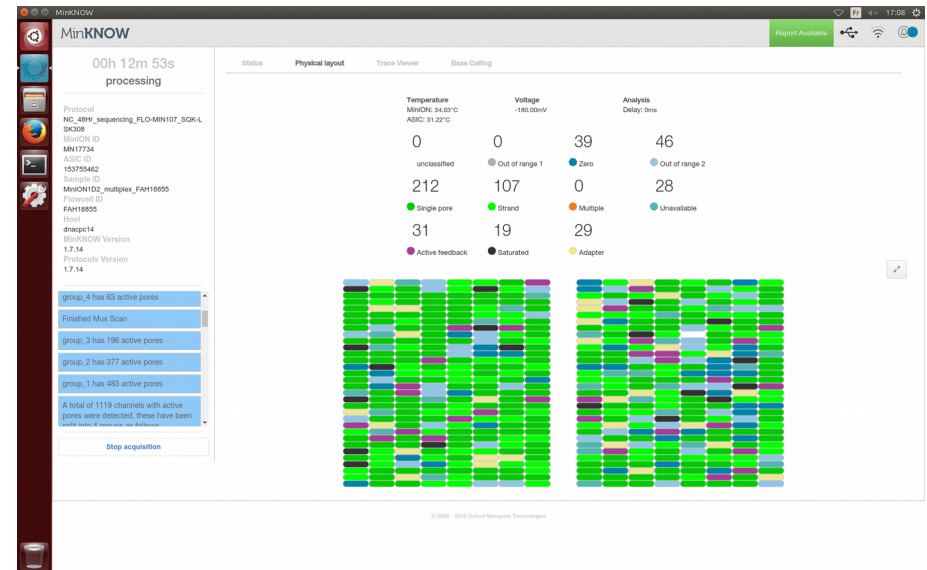 MinKNOW
Fr
17:08
MinKNOW
Report Available
00h 12m 53s
processing
Protocol
NC_48Hr_sequencing_FLO-MIN107_SQK-L
SK308
MinION ID
MN17734
ASIC ID
153755462
Sample ID
MinION1D2_multiplex_FAH18855
Flowcell ID
FAH18855
Host
dnacpc14
MinKNOW Version
1.7.14
Protocols Version
1.7.14
group_4 has 63 active pores
Finished Mux Scan
group_3 has 196 active pores
group_2 has 377 active pores
group_1 has 483 active pores
A total of 1119 channels with active
pores were detected, these have been
split into 4 groups as follows
Stop acquisition
Status Physical layout Trace Viewer Base Calling
Temperature Voltage Analysis
MinION: 34.03°C -180.00mV Delay: 0ms
ASIC: 31.22°C
0 0 39 46
unclassified Out of range 1 Zero Out of range 2
212 107 0 28
Single pore Strand Multiple Unavailable
31 19 29
Active feedback Saturated Adapter
Oxford Nanopore Technologies